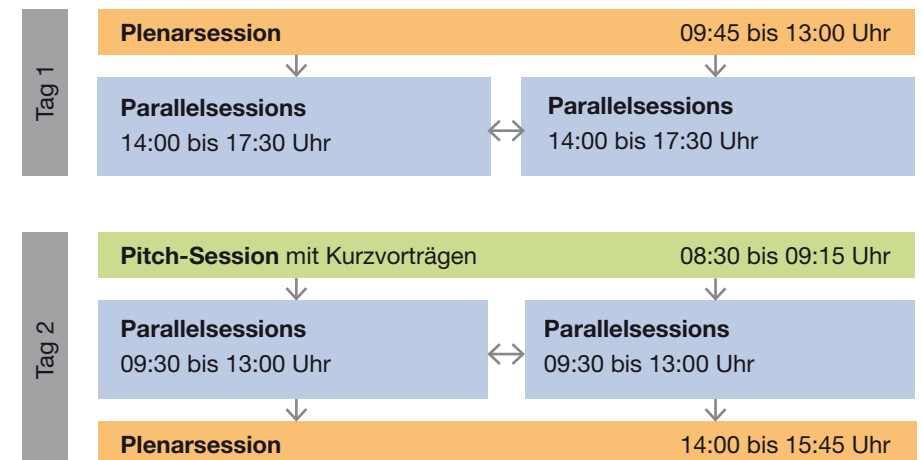 Tag 1
Plenarsession 09:45 bis 13:00 Uhr
Parallelsessions
14:00 bis 17:30 Uhr
Parallelsessions
14:00 bis 17:30 Uhr
Tag 2
Pitch-Session mit Kurzvorträgen 08:30 bis 09:15 Uhr
Parallelsessions
09:30 bis 13:00 Uhr
Parallelsessions
09:30 bis 13:00 Uhr
Plenarsession 14:00 bis 15:45 Uhr